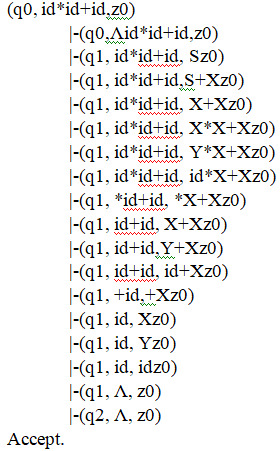 (q0, id*id+id,z0)
|-(q0,Λid*id+id,z0)
|-(q1, id*id+id, Sz0)
|-(q1, id*id+id,S+Xz0)
|-(q1, id*id+id, X+Xz0)
|-(q1, id*id+id, X*X+Xz0)
|-(q1, id*id+id, Y*X+Xz0)
|-(q1, id*id+id, id*X+Xz0)
|-(q1, *id+id, *X+Xz0)
|-(q1, id+id, X+Xz0)
|-(q1, id+id,Y+Xz0)
|-(q1, id+id, id+Xz0)
|-(q1, +id,+Xz0)
|-(q1, id, Xz0)
|-(q1, id, Yz0)
|-(q1, id, idz0)
|-(q1, Λ, z0)
|-(q2, Λ, z0)
Accept.